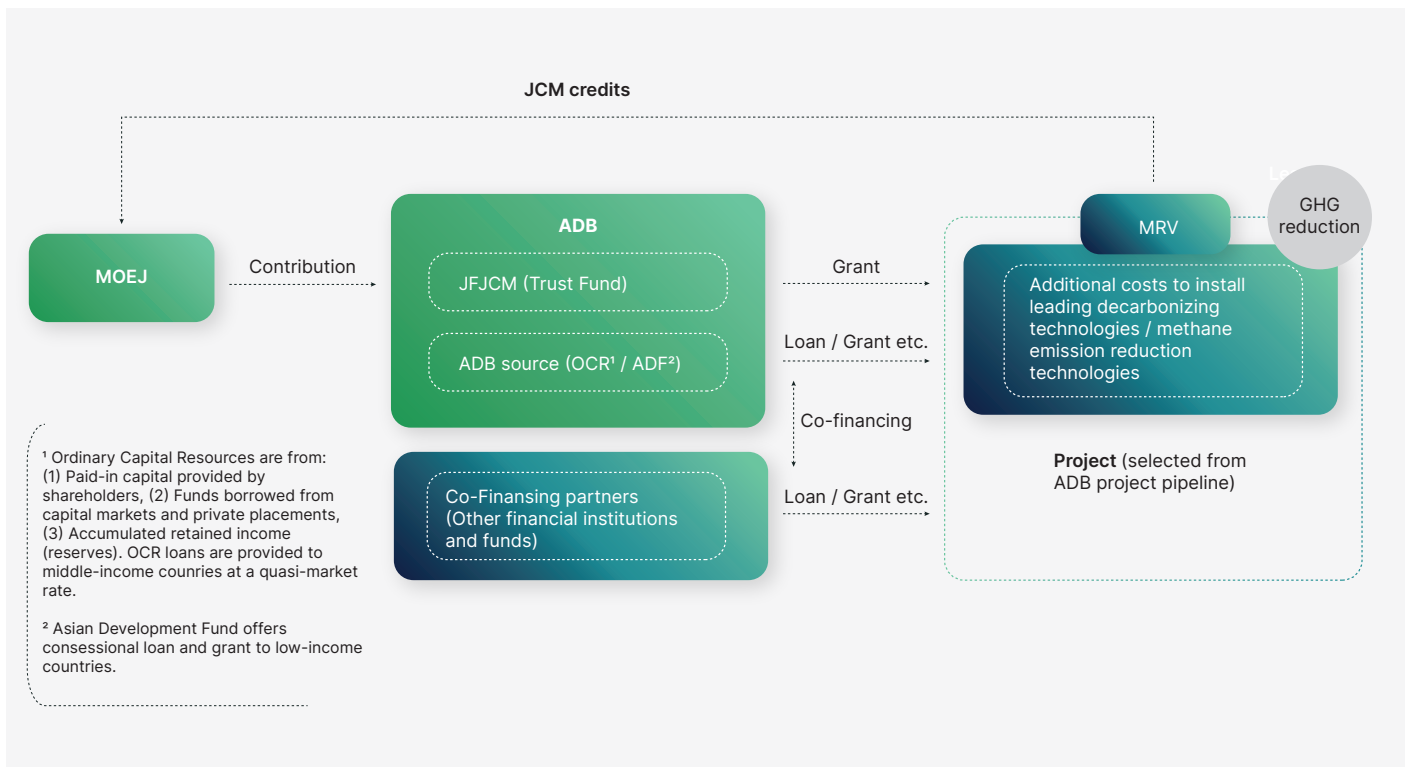 JCM credits
MOEJ
Contribution
ADB
JFJCM (Trust Fund)
ADB source (OCR¹ / ADF²)
Co-Finansing partners
(Other financial institutions
and funds)
Grant
Loan / Grant etc.
Co-financing
Loan / Grant etc.
MRV
GHG
reduction
Additional costs to install
leading decarbonizing
technologies / methane
emission reduction
technologies
Project (selected from
ADB project pipeline)
¹ Ordinary Capital Resources are from:
(1) Paid-in capital provided by
shareholders, (2) Funds borrowed from
capital markets and private placements,
(3) Accumulated retained income
(reserves). OCR loans are provided to
middle-income counries at a quasi-market
rate.
² Asian Development Fund offers
consessional loan and grant to low-income
countries.